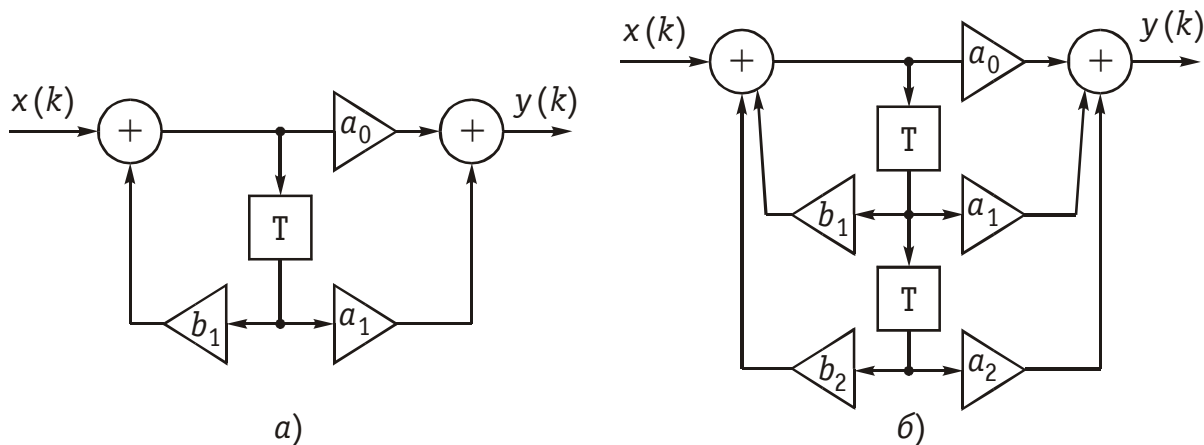 x(k)
+
a0
+
y(k)
T
b1
a1
а)
x(k)
+
a0
+
y(k)
T
b1
a1
T
b2
a2
б)